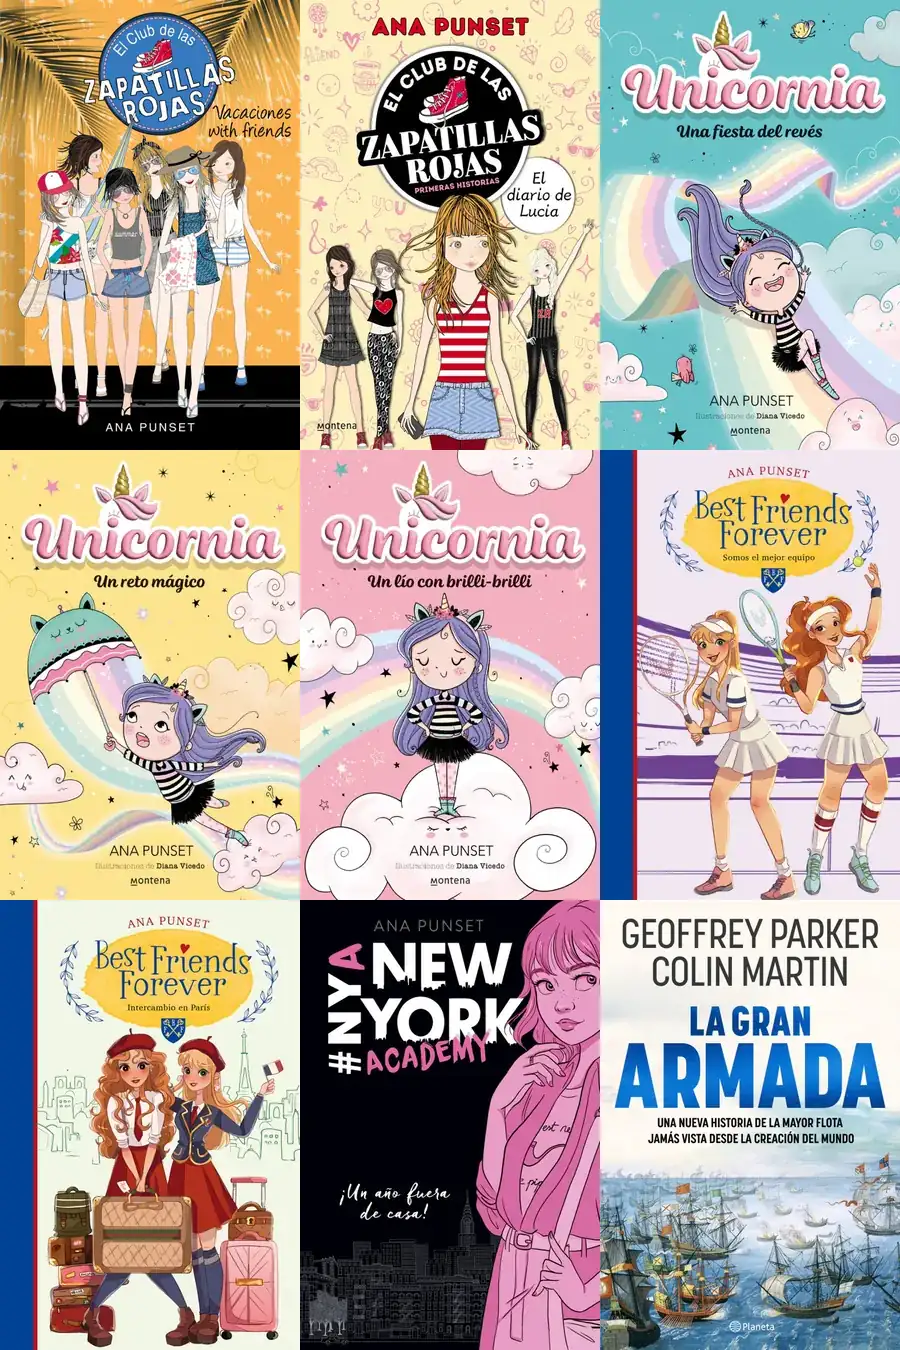 El Club de las
ZAPATILLAS
ROJAS
Vacaciones
with friends
ANA PUNSET
ANA PUNSET
EL CLUB DE LAS
ZAPATILLAS
ROJAS
PRIMERAS HISTORIAS
El
diario de
Lucía
Montena
Unicornia
Una fiesta del revés
ANA PUNSET
Ilustraciones de Diana Vicedo
Montena
Unicornia
Un reto mágico
ANA PUNSET
Ilustraciones de Diana Vicedo
Montena
Unicornia
Un lío con brilli-brilli
ANA PUNSET
Ilustraciones de Diana Vicedo
Montena
ANA PUNSET
Best Friends
Forever
Somos el mejor equipo
ANA PUNSET
Best Friends
Forever
Intercambio en París
ANA PUNSET
#NYA
NEW
YORK
ACADEMY
¡Un año fuera
de casa!
GEOFFREY PARKER
COLIN MARTIN
LA GRAN
ARMADA
UNA NUEVA HISTORIA DE LA MAYOR FLOTA
JAMÁS VISTA DESDE LA CREACIÓN DEL MUNDO
Planeta